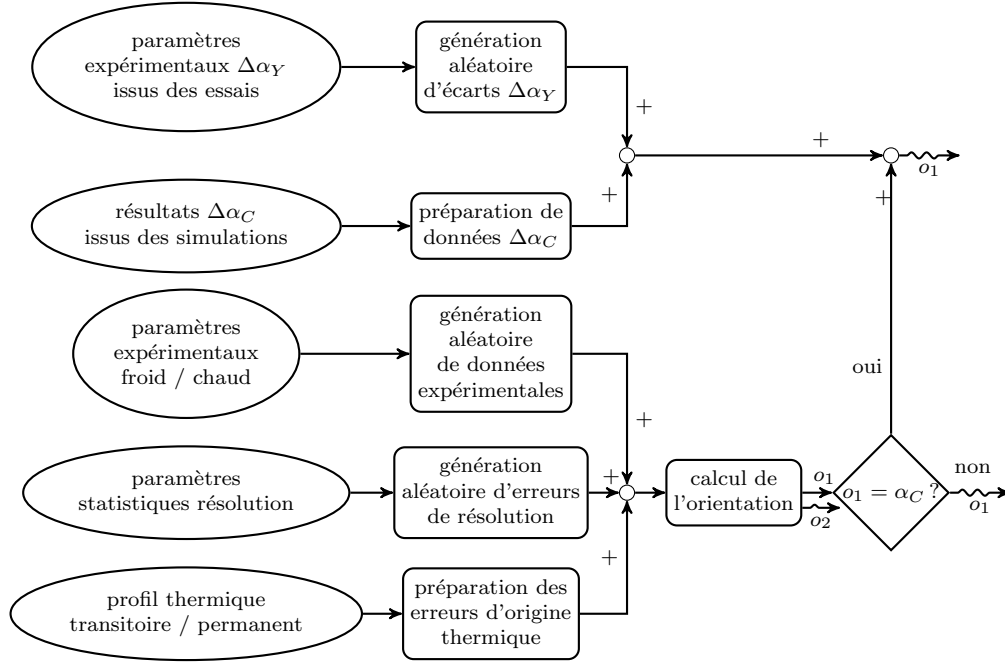 paramètres
expérimentaux Δα_Y
issus des essais
génération
aléatoire
d'écarts Δα_Y
+
+
+
o_1
+
résultats Δα_C
issus des simulations
préparation de
données Δα_C
paramètres
expérimentaux
froid / chaud
génération
aléatoire
de données
expérimentales
oui
+
paramètres
statistiques résolution
génération
aléatoire d'erreurs
de résolution
+
calcul de
l'orientation
o_1
o_2
o_1 = α_C ?
non
o_1
+
profil thermique
transitoire / permanent
préparation des
erreurs d'origine
thermique